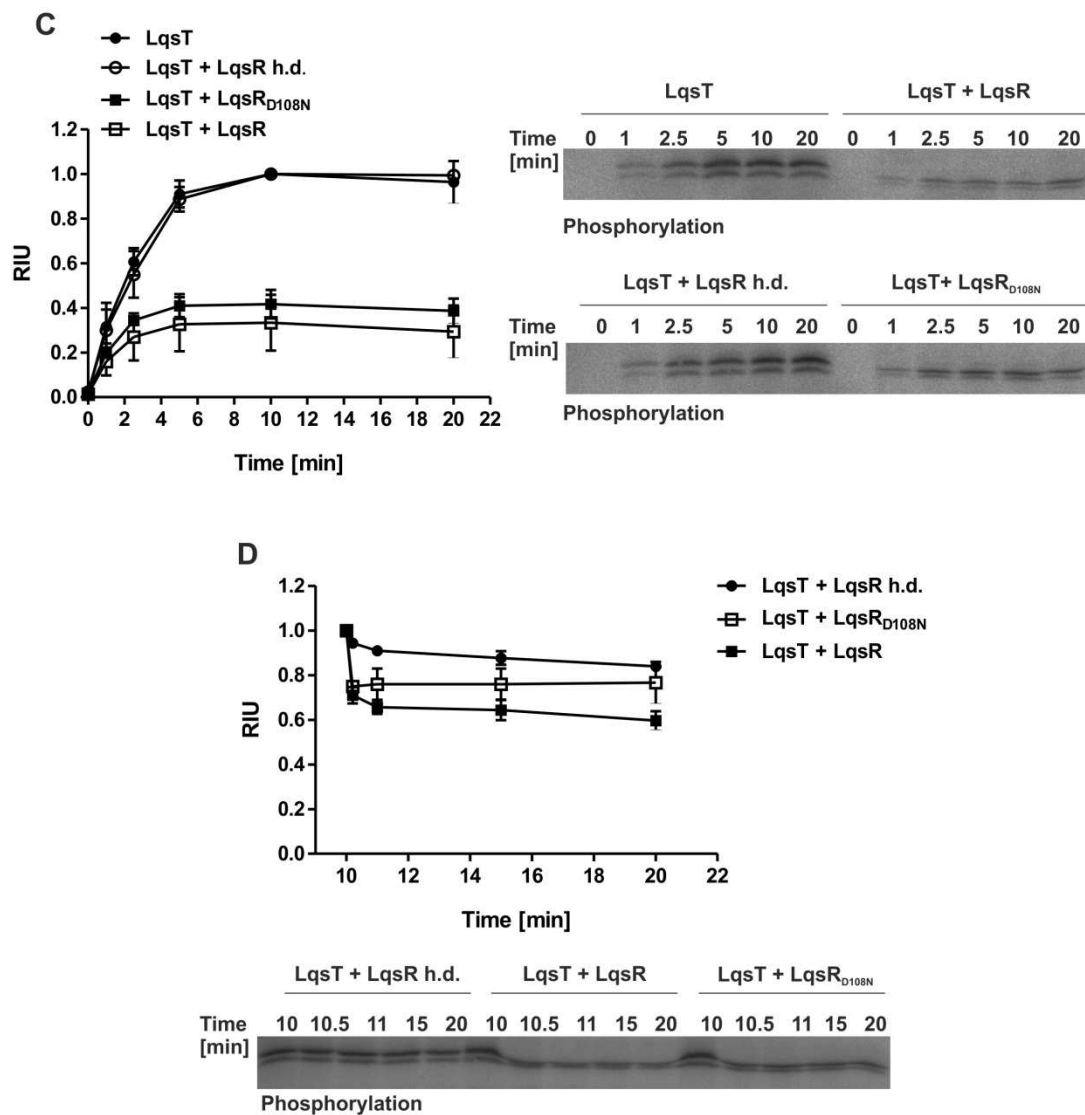 C
LqsT
LqsT + LqsR h.d.
LqsT + LqsRD108N
LqsT + LqsR
1.2
1.0
0.8
0.6
0.4
0.2
0.0
RIU
0 2 4 6 8 10 12 14 16 18 20 22
Time [min]
LqsT LqsT + LqsR
Time 0 1 2.5 5 10 20 0 1 2.5 5 10 20
[min]
Phosphorylation
LqsT + LqsR h.d. LqsT+ LqsRD108N
Time 0 1 2.5 5 10 20 0 1 2.5 5 10 20
[min]
Phosphorylation
D
1.2
1.0
0.8
0.6
0.4
0.2
0.0
RIU
10 12 14 16 18 20 22
Time [min]
LqsT + LqsR h.d.
LqsT + LqsRD108N
LqsT + LqsR
LqsT + LqsR h.d. LqsT + LqsR LqsT + LqsRD108N
Time 10 10.5 11 15 20 10 10.5 11 15 20 10 10.5 11 15 20
[min]
Phosphorylation